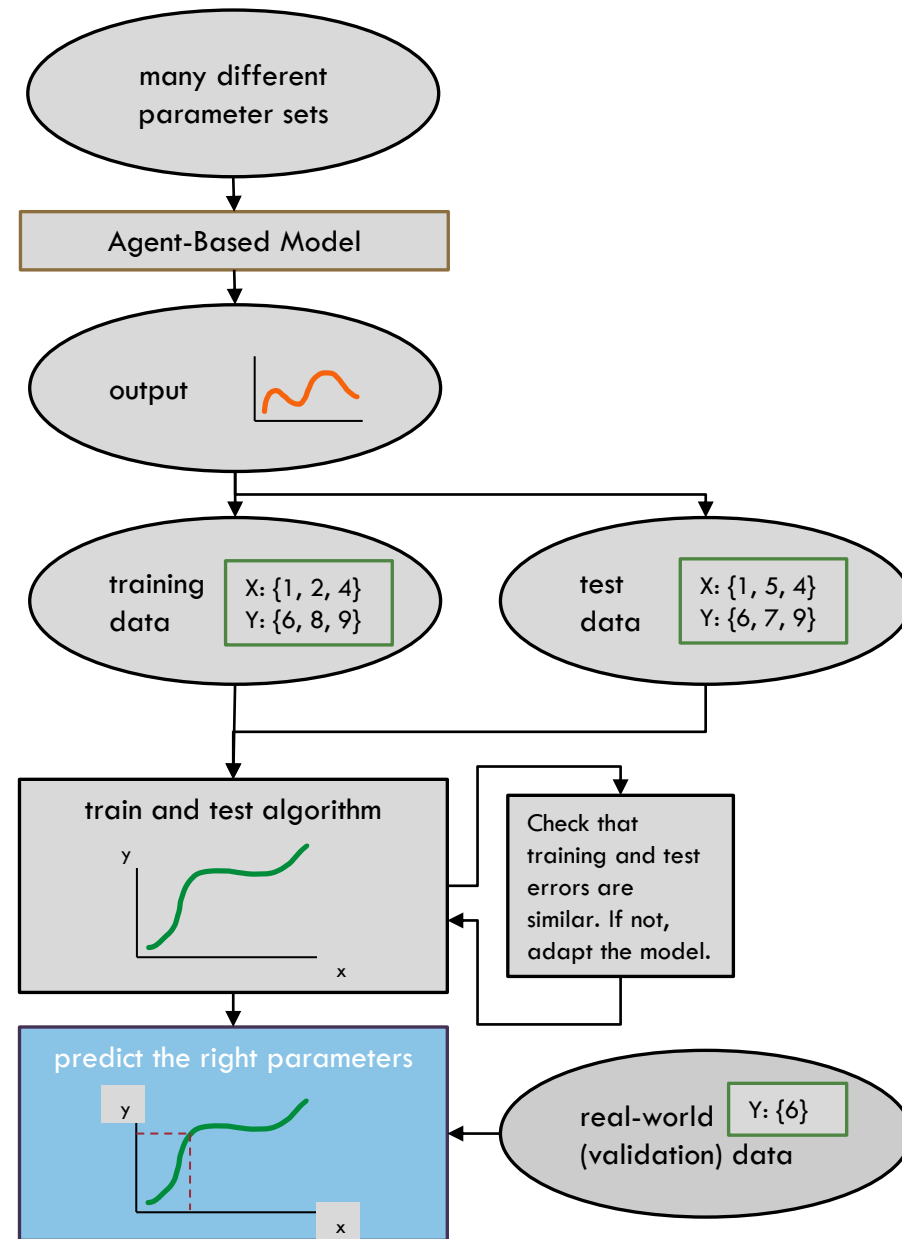 many different
parameter sets
Agent-Based Model
output
training
data
X: {1, 2, 4}
Y: {6, 8, 9}
test
data
X: {1, 5, 4}
Y: {6, 7, 9}
train and test algorithm
y
x
Check that
training and test
errors are
similar. If not,
adapt the model.
predict the right parameters
y
x
real-world
(validation) data
Y: {6}